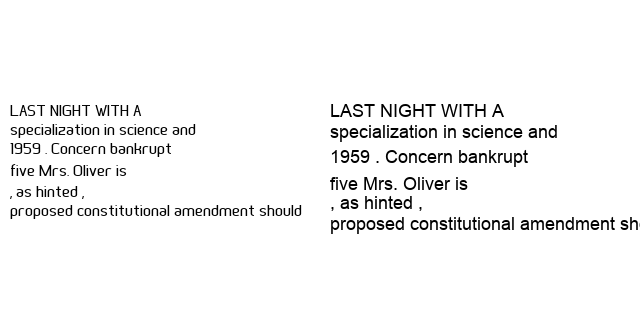 LAST NIGHT WITH A
specialization in science and
1959 . Concern bankrupt
five Mrs. Oliver is
, as hinted ,
proposed constitutional amendment should
LAST NIGHT WITH A
specialization in science and
1959 . Concern bankrupt
five Mrs. Oliver is
, as hinted ,
proposed constitutional amendment